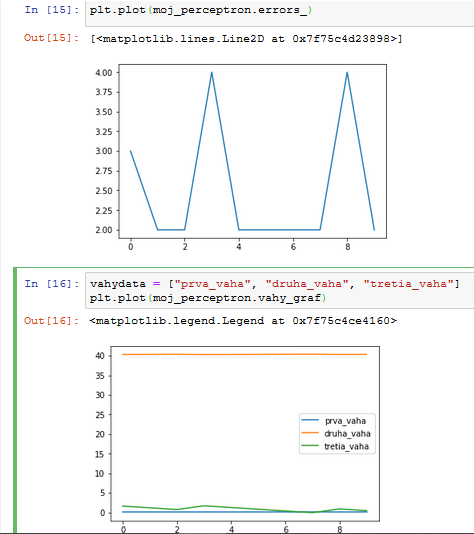 In [15]: plt.plot(moj_perceptron.errors_)
Out[15]: [<matplotlib.lines.Line2D at 0x7f75c4d23898>]
4.00
3.75
3.50
3.25
3.00
2.75
2.50
2.25
2.00
0 2 4 6 8
In [16]: vahydata = ["prva_vaha", "druha_vaha", "tretia_vaha"]
plt.plot(moj_perceptron.vahy_graf)
Out[16]: <matplotlib.legend.Legend at 0x7f75c4ce4160>
40
35
30
25
20
15
10
5
0
prva_vaha
druha_vaha
tretia_vaha
0 2 4 6 8